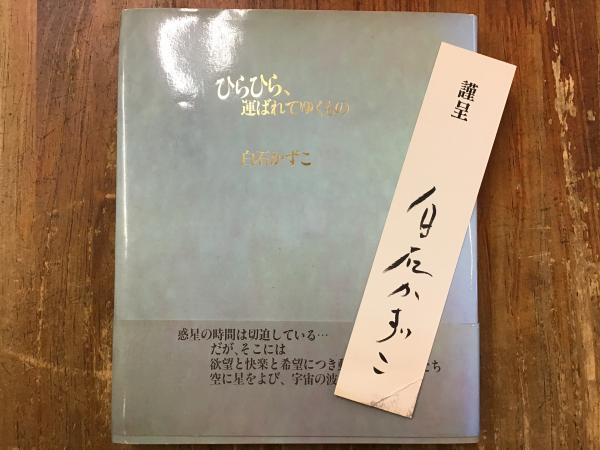 ひらひら、
運ばれてゆくもの
白石かずこ
謹呈
白石かずこ
惑星の時間は切迫している…
だが、そこには
欲望と快楽と希望につき動
ち
空に星をよび、宇宙の波